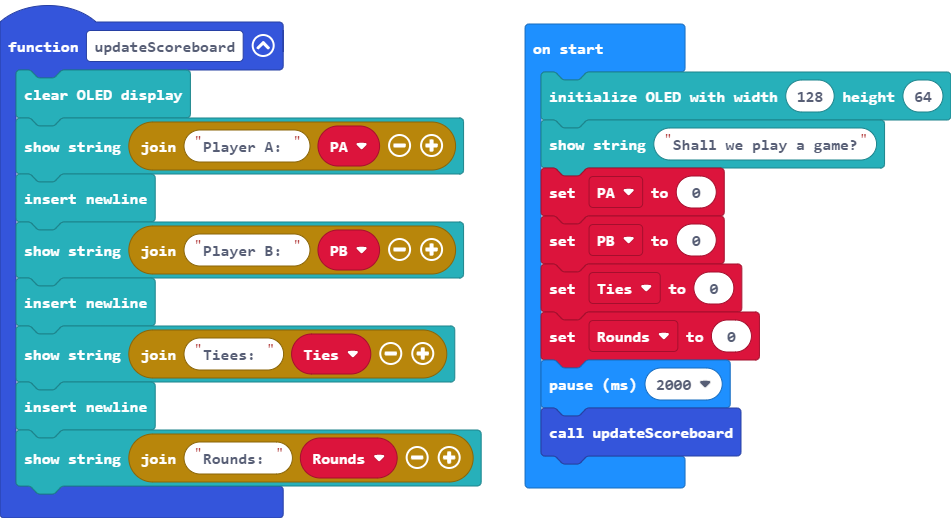 function updateScoreboard
clear OLED display
show string join "Player A: " PA
insert newline
show string join "Player B: " PB
insert newline
show string join "Tiees: " Ties
insert newline
show string join "Rounds: " Rounds
on start
initialize OLED with width 128 height 64
show string "Shall we play a game?"
set PA to 0
set PB to 0
set Ties to 0
set Rounds to 0
pause (ms) 2000
call updateScoreboard